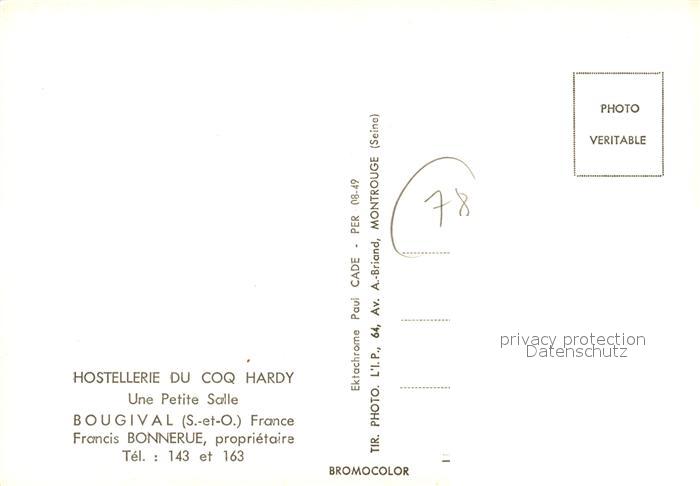 HOSTELLERIE DU COQ HARDY
Une Petite Salle
BOUGIVAL (S.-et-O.) France
Francis BONNERUE, propriétaire
Tél. : 143 et 163
Ektachrome Paul CADE - PER 08-49
TIR. PHOTO. L'I.P., 64, Av. A.-Briand, MONTROUGE (Seine)
BROMOCOLOR
78
PHOTO
VERITABLE
privacy protection
Datenschutz